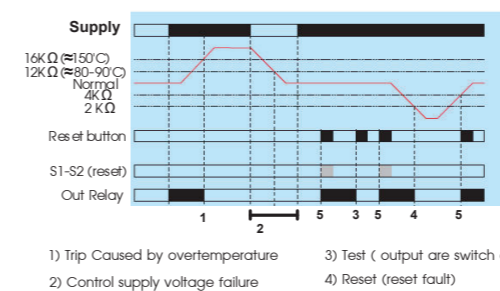 Supply
16KΩ (≈150'C)
12KΩ (≈80-90'C)
Normal
4KΩ
2 KΩ
Reset button
S1-S2 (reset)
Out Relay
1 2 5 3 5 4 5
1) Trip Caused by overtemperature
3) Test ( output are switch
2) Control supply voltage failure
4) Reset (reset fault)